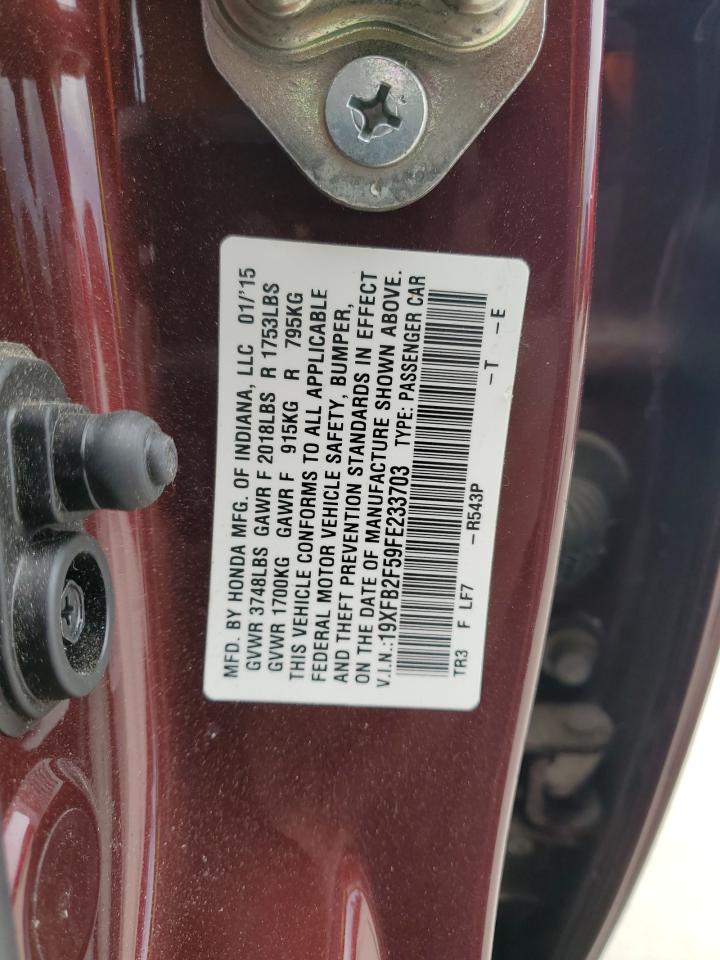 MFD. BY HONDA MFG. OF INDIANA, LLC 01/'15
GVWR 3748LBS GAWR F 2018LBS R 1753LBS
GVWR 1700KG GAWR F 915KG R 795KG
THIS VEHICLE CONFORMS TO ALL APPLICABLE
FEDERAL MOTOR VEHICLE SAFETY, BUMPER,
AND THEFT PREVENTION STANDARDS IN EFFECT
ON THE DATE OF MANUFACTURE SHOWN ABOVE.
V.I.N.:19XFB2F59FE233703 TYPE: PASSENGER CAR
TR3 F LF7 -R543P -T -E